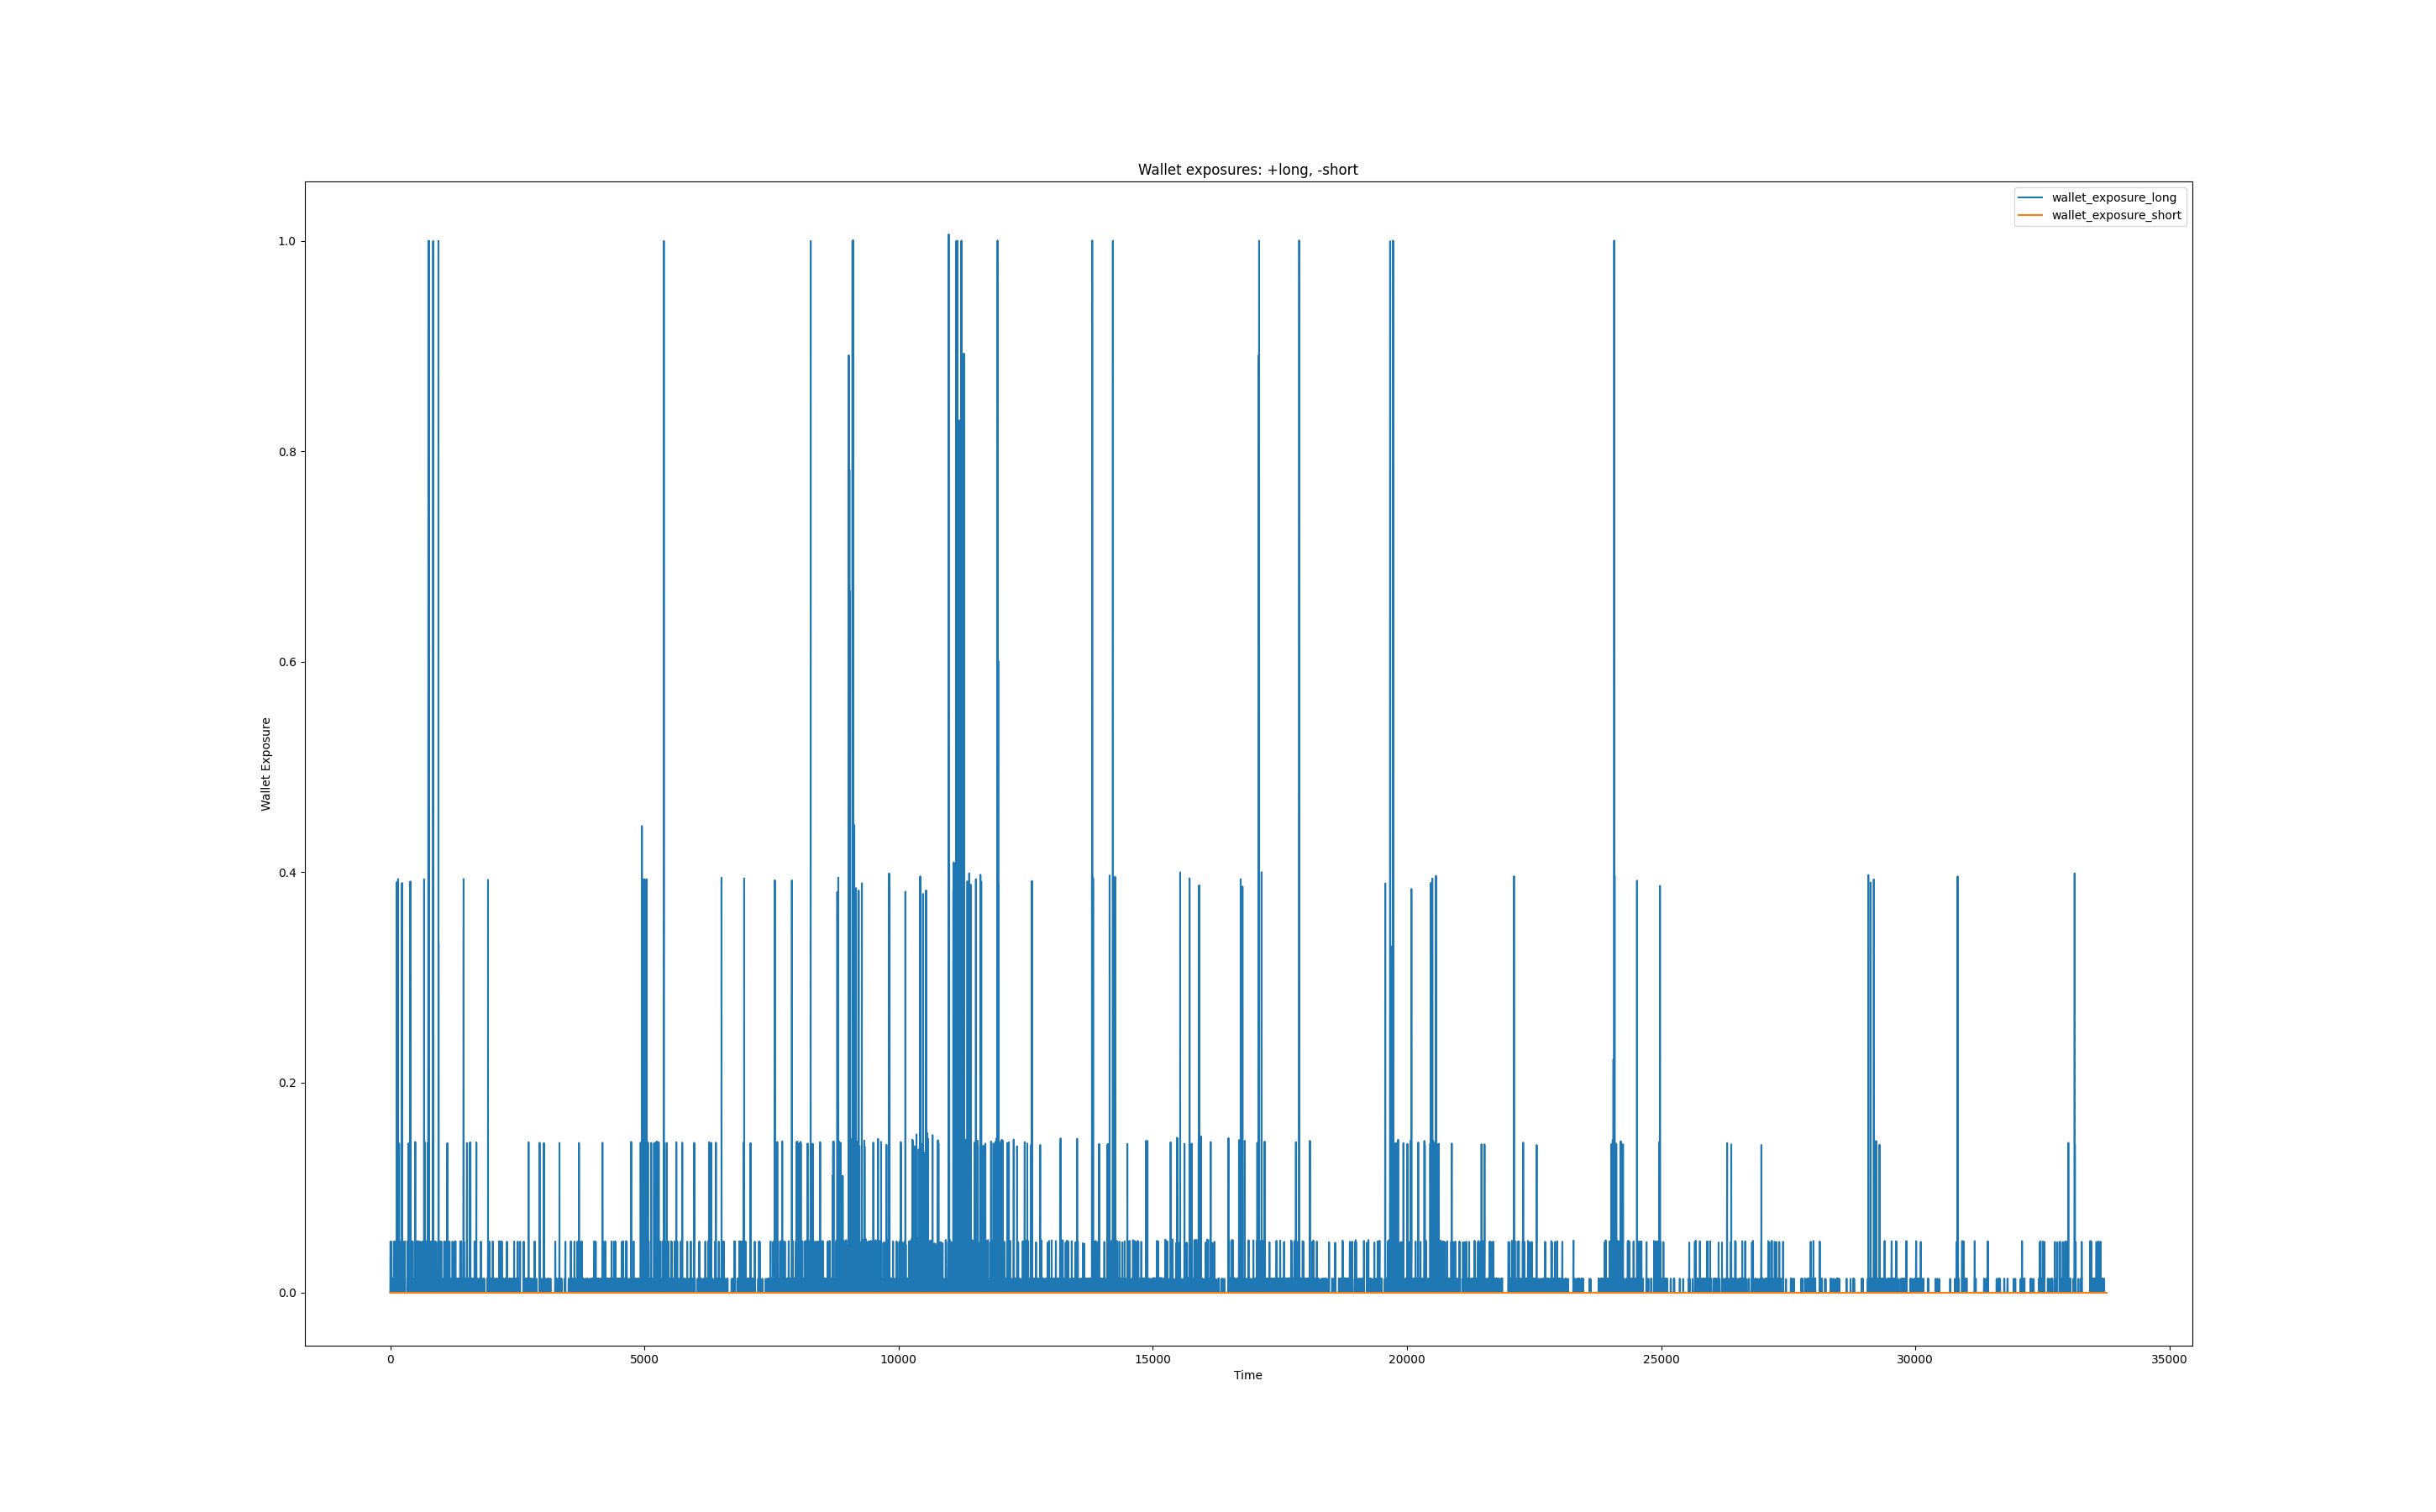 Wallet exposures: +long, -short
wallet_exposure_long
wallet_exposure_short
1.0
0.8
0.6
0.4
0.2
0.0
Wallet Exposure
0 5000 10000 15000 20000 25000 30000 35000
Time